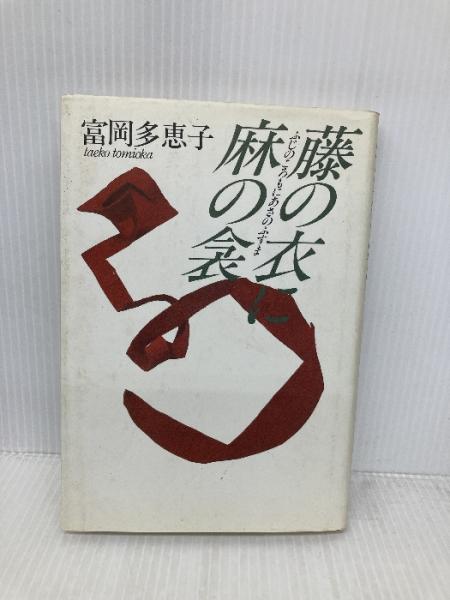 藤の衣に
麻の衾
ふじのころもにあさのふすま
富岡多恵子
taeko tomioka